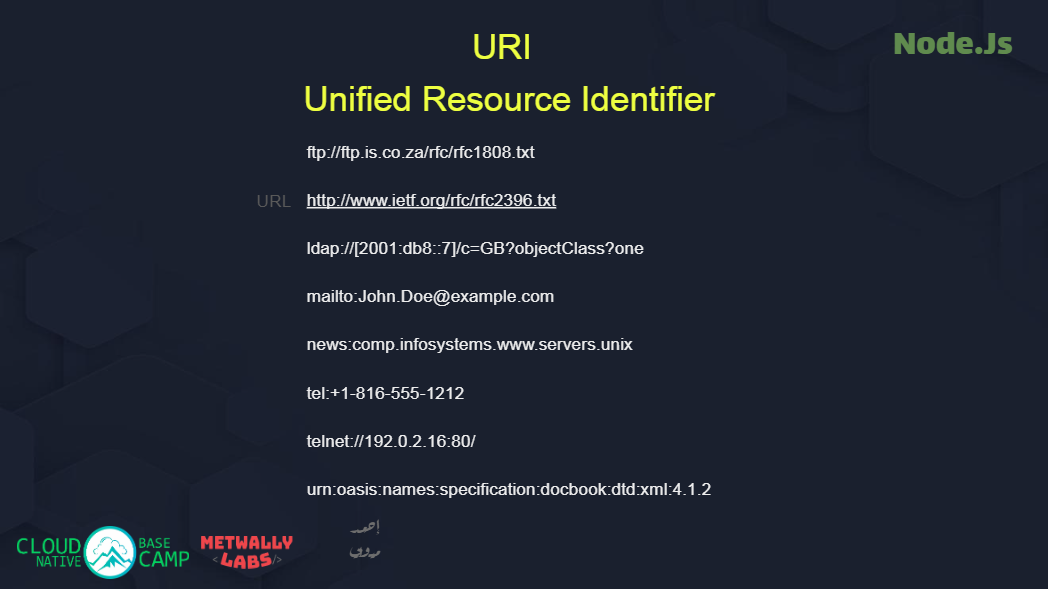 URI
Node.Js
Unified Resource Identifier
ftp://ftp.is.co.za/rfc/rfc1808.txt
URL http://www.ietf.org/rfc/rfc2396.txt
ldap://[2001:db8::7]/c=GB?objectClass?one
mailto:John.Doe@example.com
news:comp.infosystems.www.servers.unix
tel:+1-816-555-1212
telnet://192.0.2.16:80/
urn:oasis:names:specification:docbook:dtd:xml:4.1.2
CLOUD NATIVE
BASE CAMP
METWALLY
<LABS/>
أحمد